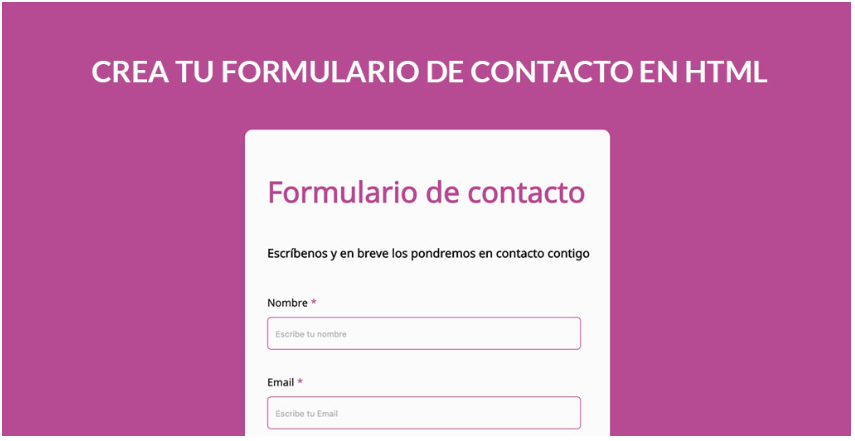 CREA TU FORMULARIO DE CONTACTO EN HTML
Formulario de contacto
Escríbenos y en breve los pondremos en contacto contigo
Nombre *
Escribe tu nombre
Email *
Escribe tu Email